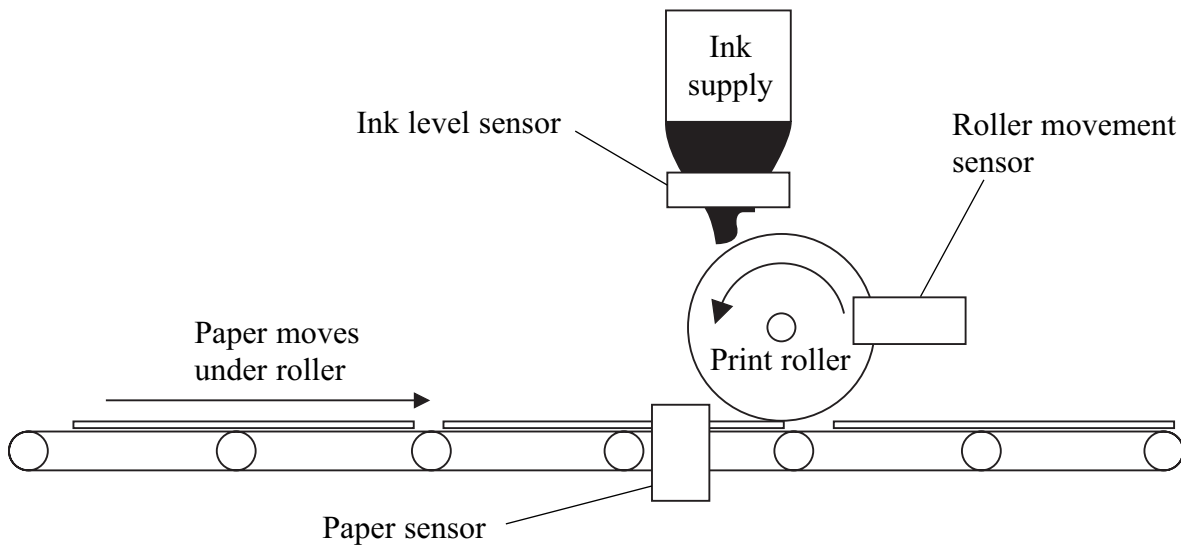 Ink
supply
Ink level sensor
Roller movement
sensor
Paper moves
under roller
Print roller
Paper sensor